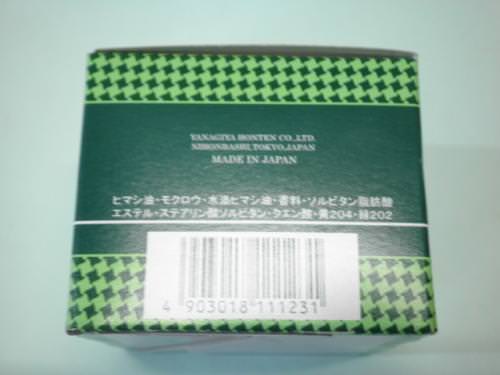 YANAGIYA HONTEN CO.,LTD.
NIHONBASHI,TOKYO,JAPAN
MADE IN JAPAN
ヒマシ油・モクロウ・水添ヒマシ油・香料・ソルビタン脂肪酸
エステル・ステアリン酸ソルビタン・クエン酸・黄204・緑202
4 903018 111231